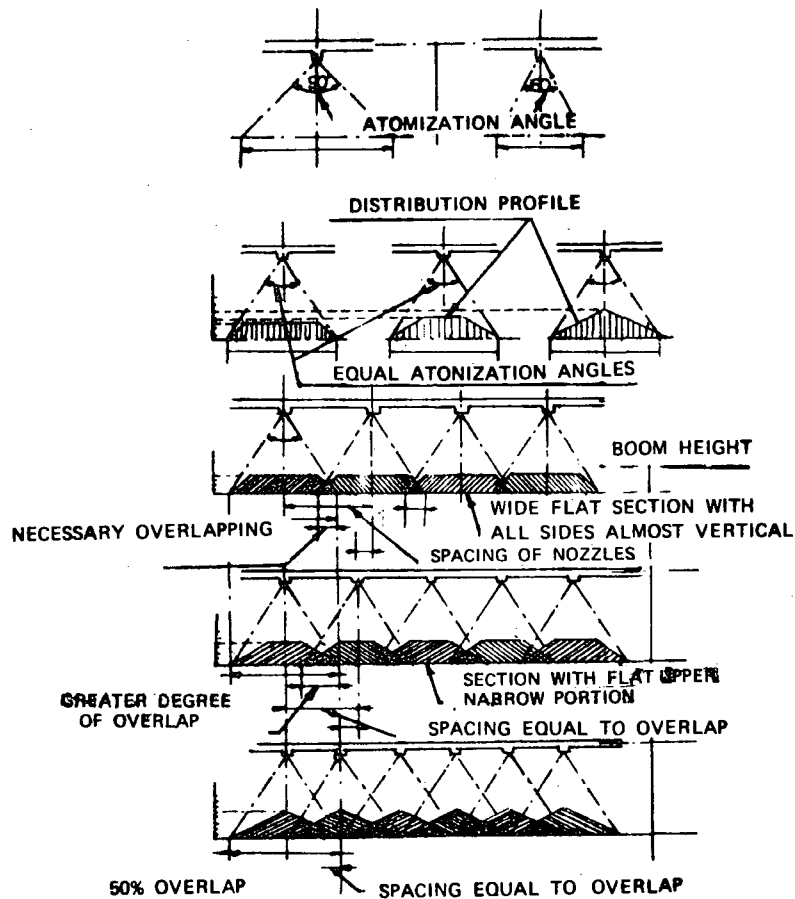 90
60
ATOMIZATION ANGLE
DISTRIBUTION PROFILE
EQUAL ATONIZATION ANGLES
BOOM HEIGHT
WIDE FLAT SECTION WITH
ALL SIDES ALMOST VERTICAL
NECESSARY OVERLAPPING
SPACING OF NOZZLES
SECTION WITH FLAT UPPER
NARROW PORTION
GREATER DEGREE
OF OVERLAP
SPACING EQUAL TO OVERLAP
50% OVERLAP
SPACING EQUAL TO OVERLAP